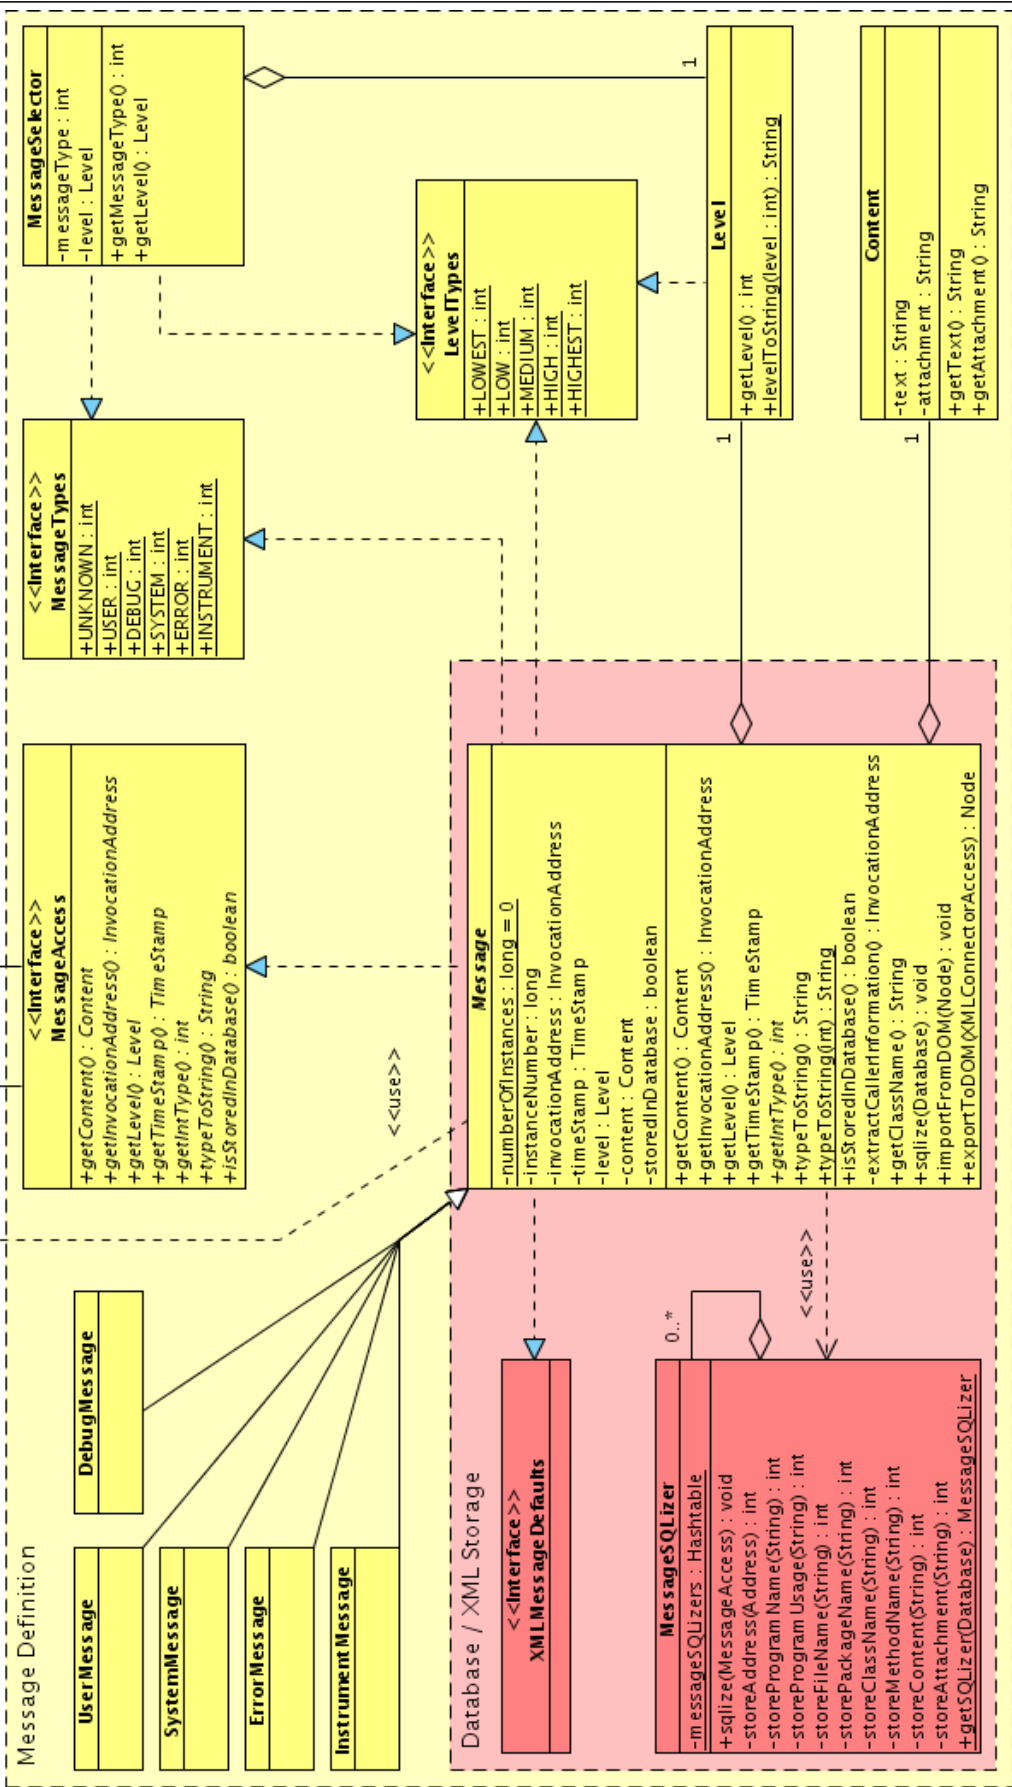 Message Definition
UserMessage
SystemMessage
ErrorMessage
InstrumentMessage
DebugMessage
<<Interface>>
MessageAccess
+getContent() : Content
+getInvocationAddress() : InvocationAddress
+getLevel() : Level
+getTimeStamp() : TimeStamp
+getIntType() : int
+typeToString() : String
+isStoredInDatabase() : boolean
<<Interface>>
MessageTypes
+UNKNOWN : int
+USER : int
+DEBUG : int
+SYSTEM : int
+ERROR : int
+INSTRUMENT : int
MessageSelector
-messageType : int
-level : Level
+getMessageType() : int
+getLevel() : Level
<<use>>
<<Interface>>
LevelTypes
+LOWEST : int
+LOW : int
+MEDIUM : int
+HIGH : int
+HIGHEST : int
1
Database / XML Storage
<<Interface>>
XMLMessageDefaults
Message
-numberOfInstances : long = 0
-instanceNumber : long
-invocationAddress : InvocationAddress
-timeStamp : TimeStamp
-level : Level
-content : Content
-storedInDatabase : boolean
+getContent() : Content
+getInvocationAddress() : InvocationAddress
+getLevel() : Level
+getTimeStamp() : TimeStamp
+getIntType() : int
+typeToString() : String
+typeToString(int) : String
+isStoredInDatabase() : boolean
-extractCallerInformation() : InvocationAddress
+getClassName() : String
+sqlize(Database) : void
+importFromDOM(Node) : void
+exportToDOM(XMLConnectorAccess) : Node
1
Level
+getLevel() : int
+levelToString(level : int) : String
MessageSQLizer
-messageSQLizers : Hashtable
+sqlize(MessageAccess) : void
-storeAddress(Address) : int
-storeProgramName(String) : int
-storeProgramUsage(String) : int
-storeFileName(String) : int
-storePackageName(String) : int
-storeClassName(String) : int
-storeMethodName(String) : int
-storeContent(String) : int
-storeAttachment(String) : int
+getSQLizer(Database) : MessageSQLizer
0..*
<<use>>
1
Content
-text : String
-attachment : String
+getText() : String
+getAttachment() : String